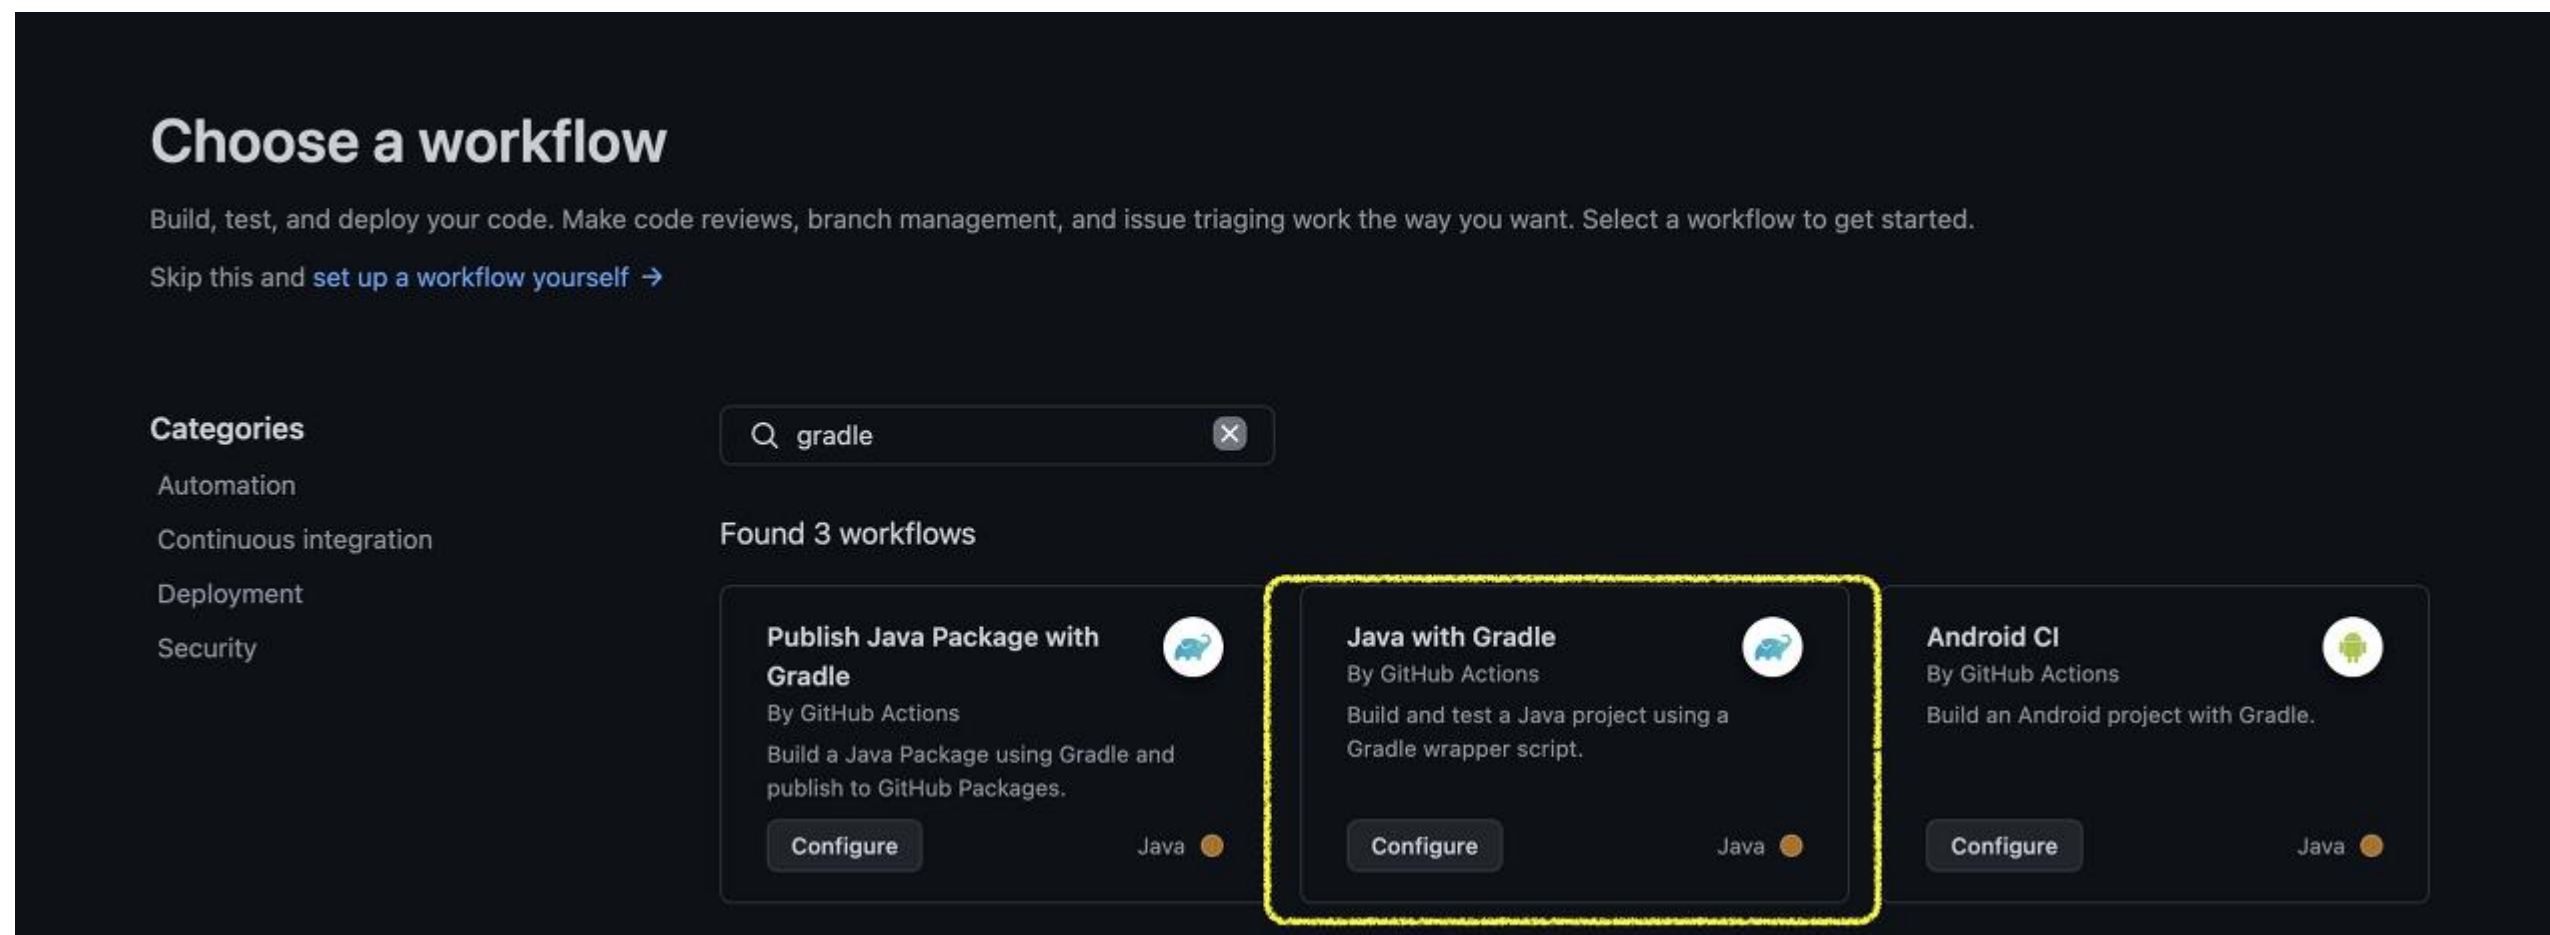 Choose a workflow
Build, test, and deploy your code. Make code reviews, branch management, and issue triaging work the way you want. Select a workflow to get started.
Skip this and set up a workflow yourself →
Categories
Automation
Continuous integration
Deployment
Security
gradle
Found 3 workflows
Publish Java Package with
Gradle
By GitHub Actions
Build a Java Package using Gradle and
publish to GitHub Packages.
Configure
Java
Java with Gradle
By GitHub Actions
Build and test a Java project using a
Gradle wrapper script.
Configure
Java
Android CI
By GitHub Actions
Build an Android project with Gradle.
Configure
Java